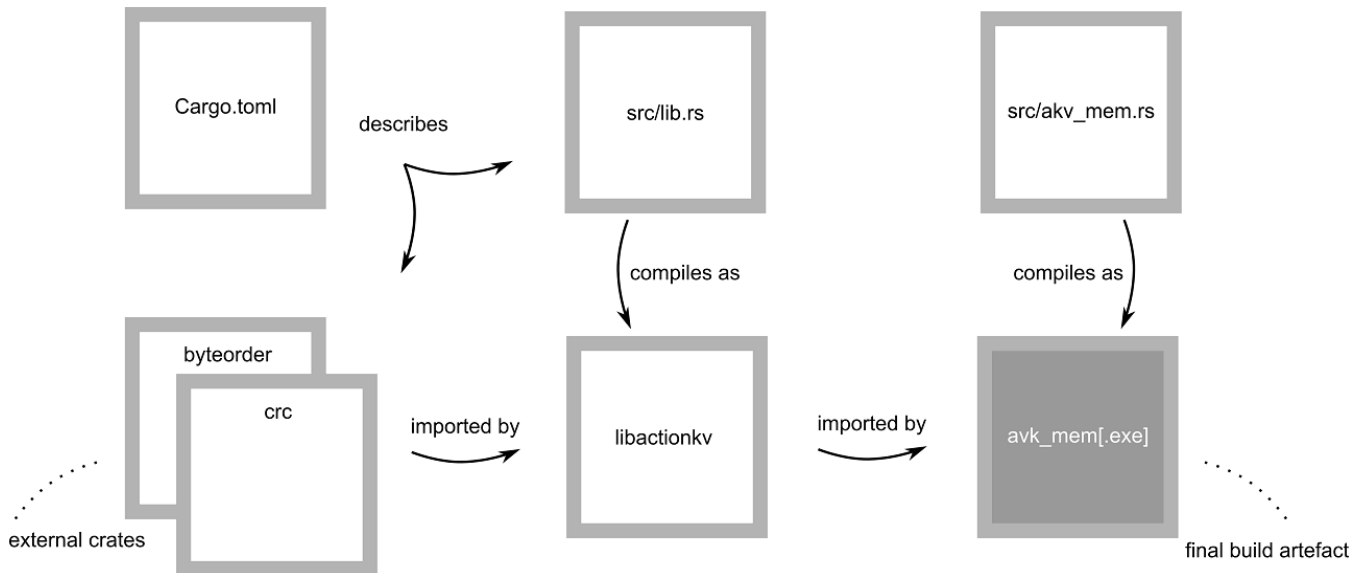 Cargo.toml
describes
src/lib.rs
src/akv_mem.rs
compiles as
compiles as
byteorder
crc
imported by
libactionkv
imported by
avk_mem[.exe]
external crates
final build artefact